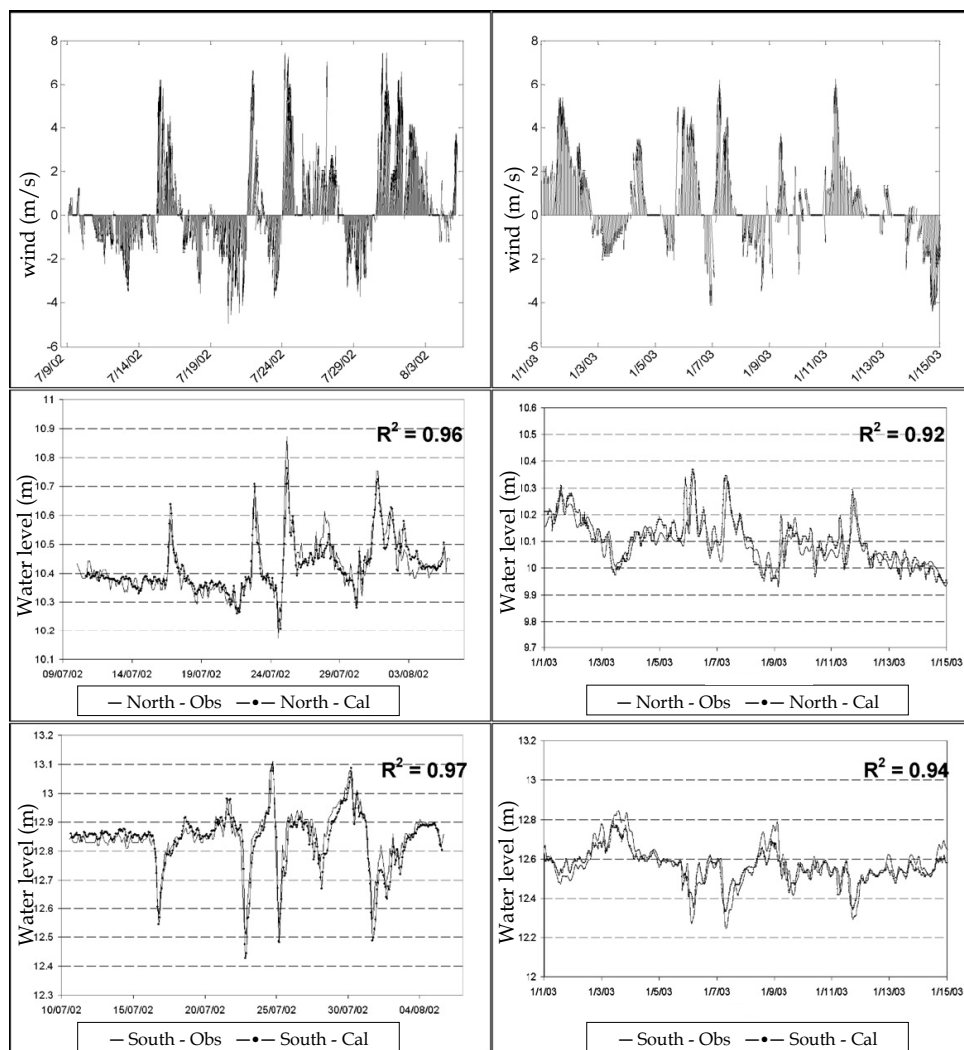 8
6
4
2
0
-2
-4
-6
wind (m/s)
7/9/02 7/14/02 7/19/02 7/24/02 7/29/02 8/3/02
8
6
4
2
0
2
-4
6
wind (m/s)
1/1/03 1/3/03 1/5/03 1/7/03 1/9/03 1/11/03 1/13/03 1/15/03
11
10.9
10.8
10.7
10.6
10.5
10.4
10.3
10.2
10.1
Water level (m)
R² = 0.96
09/07/02 14/07/02 19/07/02 24/07/02 29/07/02 03/08/02
North - Obs North - Cal
10.6
10.5
10.4
10.3
10.2
10.1
10
9.9
9.8
9.7
Water level (m)
R² = 0.92
1/1/03 1/3/03 1/5/03 1/7/03 1/9/03 1/11/03 1/13/03 1/15/03
North - Obs North - Cal
13.2
13.1
13
12.9
12.8
12.7
12.6
12.5
12.4
12.3
Water level (m)
R² = 0.97
10/07/02 15/07/02 20/07/02 25/07/02 30/07/02 04/08/02
South - Obs South - Cal
13.2
13
12.8
12.6
12.4
12.2
12
Water level (m)
R² = 0.94
1/1/03 1/3/03 1/5/03 1/7/03 1/9/03 1/11/03 1/13/03 1/15/03
South - Obs South - Cal